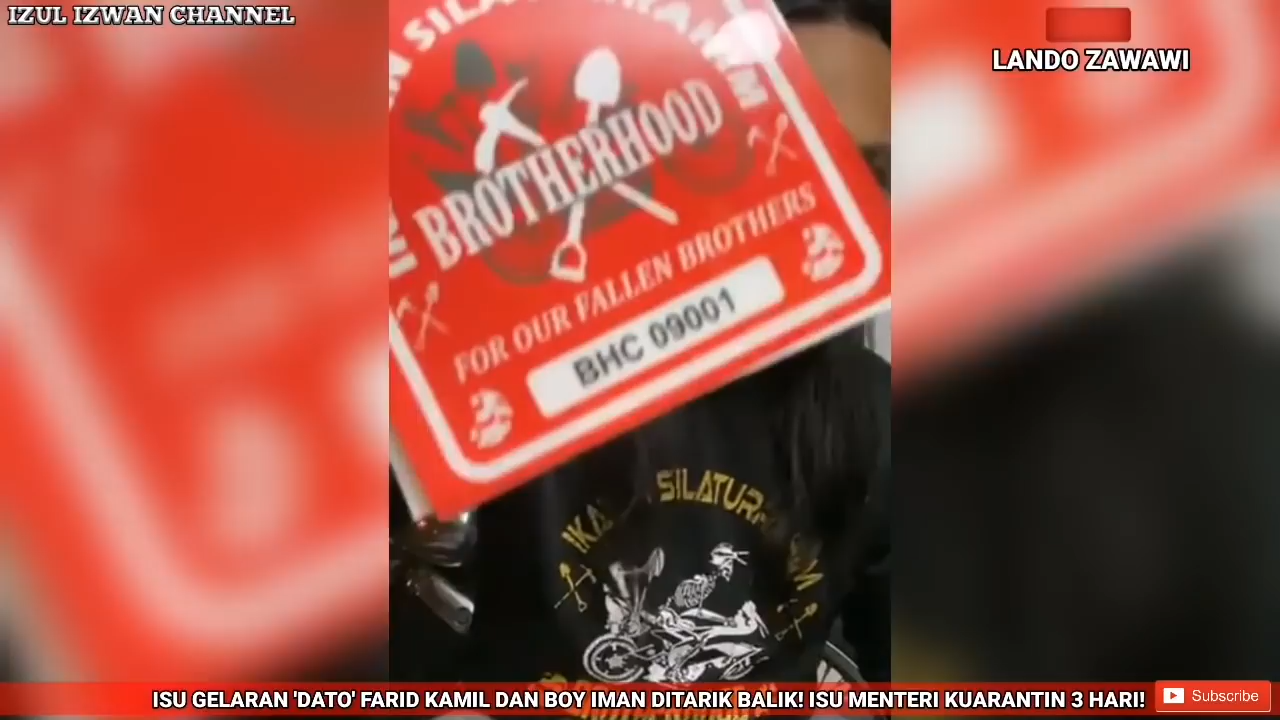 IZUL IZWAN CHANNEL
LANDO ZAWAWI
BROTHERHOOD
FOR OUR FALLEN BROTHERS
BHC 09001
ISU GELARAN 'DATO' FARID KAMIL DAN BOY IMAN DITARIK BALIK! ISU MENTERI KUARANTIN 3 HARI!
Subscribe